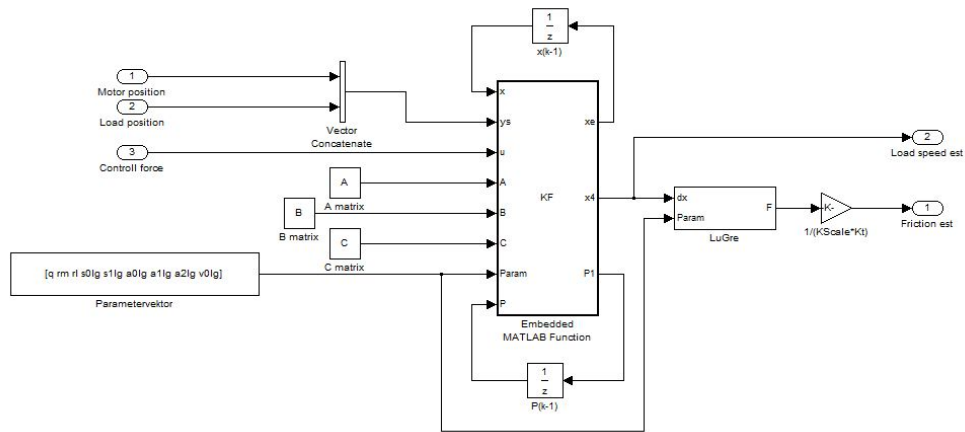 1
z
x(k-1)
1
Motor position
2
Load position
Vector
Concatenate
3
Controll force
x
ys
u
A
B
C
Param
P
KF
xe
x4
P1
Embedded
MATLAB Function
A
A matrix
B
B matrix
C
C matrix
[q rm rl s0lg s1lg a0lg a1lg a2lg v0lg]
Parametervektor
1
z
P(k-1)
dx
Param
F
LuGre
K-
1/(KScale*Kt)
2
Load speed est
1
Friction est